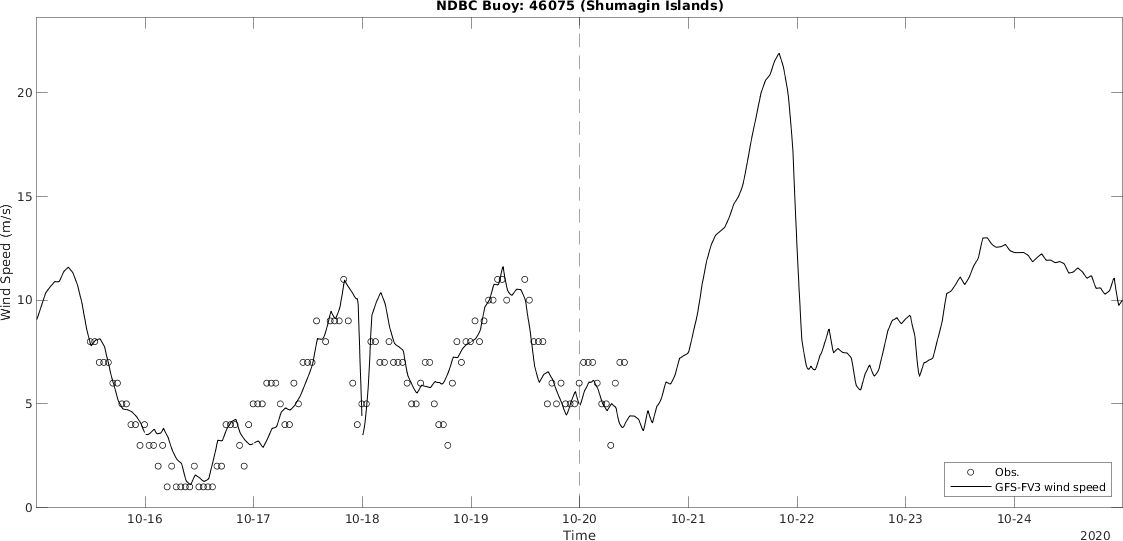 NDBC Buoy: 46075 (Shumagin Islands)
20
15
10
5
0
Wind Speed (m/s)
10-16 10-17 10-18 10-19 10-20 10-21 10-22 10-23 10-24
Time
2020
Obs.
GFS-FV3 wind speed